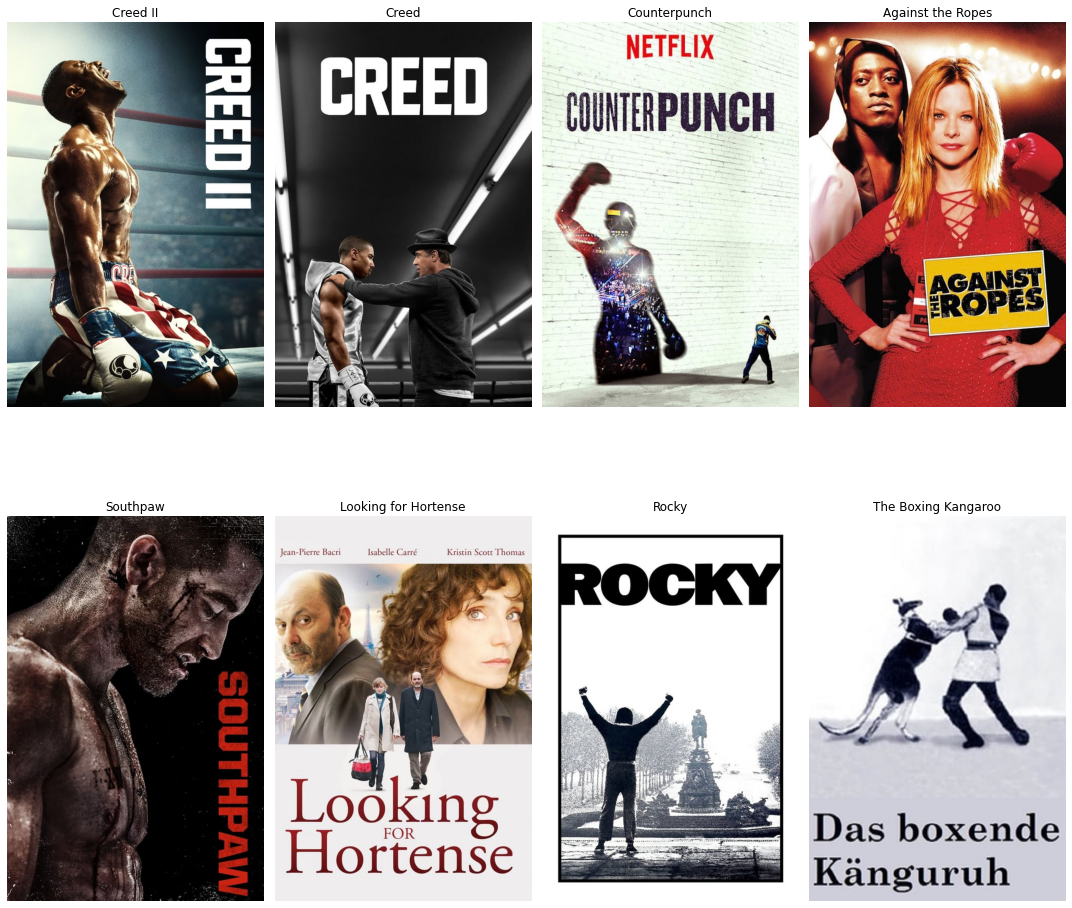 Creed II
Creed
Counterpunch
Against the Ropes
CREED II
CREED
NETFLIX
COUNTERPUNCH
AGAINST
THE
ROPES
Southpaw
Looking for Hortense
Rocky
The Boxing Kangaroo
SOUTHPAW
Jean-Pierre Bacri
Isabelle Carré
Kristin Scott Thomas
Looking
FOR
Hortense
ROCKY
Das boxende
Känguruh